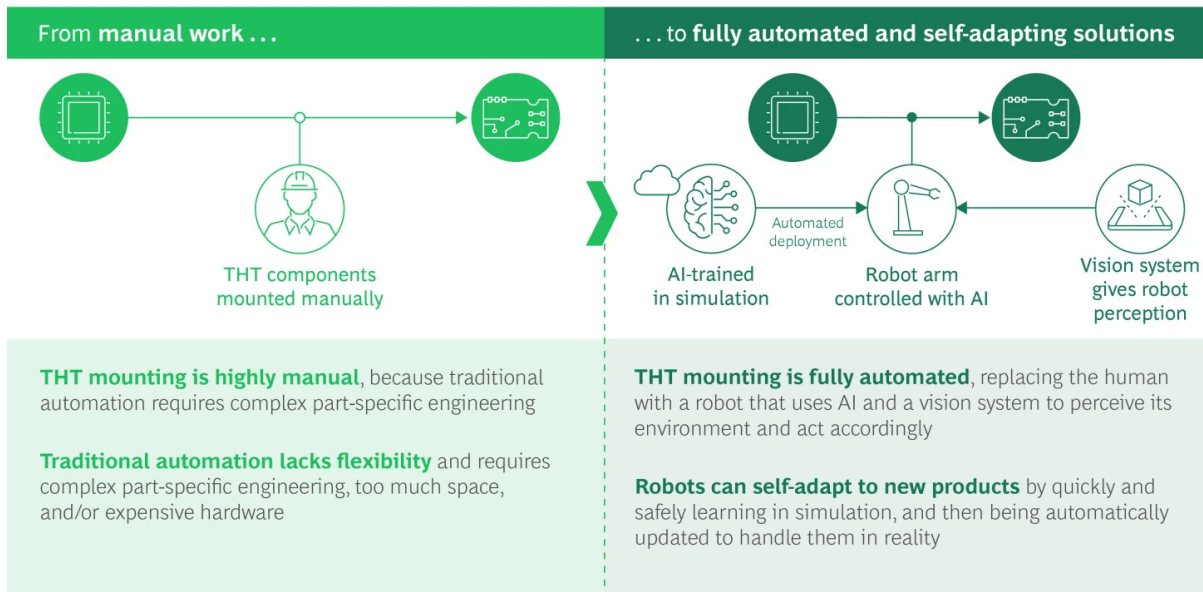 From manual work ...
... to fully automated and self-adapting solutions
THT components
mounted manually
Automated
deployment
AI-trained
in simulation
Robot arm
controlled with AI
Vision system
gives robot
perception
THT mounting is highly manual, because traditional
automation requires complex part-specific engineering
Traditional automation lacks flexibility and requires
complex part-specific engineering, too much space,
and/or expensive hardware
THT mounting is fully automated, replacing the human
with a robot that uses AI and a vision system to perceive its
environment and act accordingly
Robots can self-adapt to new products by quickly and
safely learning in simulation, and then being automatically
updated to handle them in reality